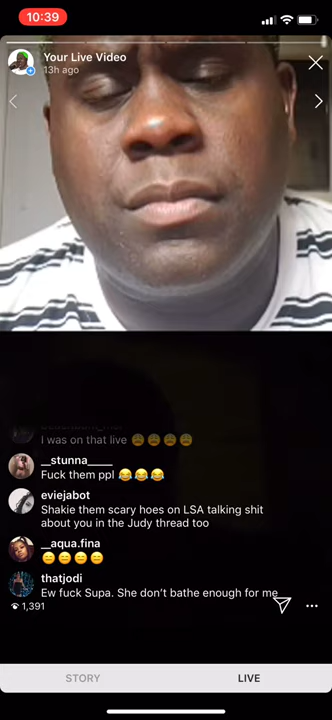 10:39
Your Live Video
13h ago
I was on that live 😩😩😩😩
__stunna____
Fuck them ppl 😂😂😂
eviejabot
Shakie them scary hoes on LSA talking shit
about you in the Judy thread too
__aqua.fina
😑😑😑😑
thatjodi
Ew fuck Supa. She don't bathe enough for me
1,391
STORY
LIVE